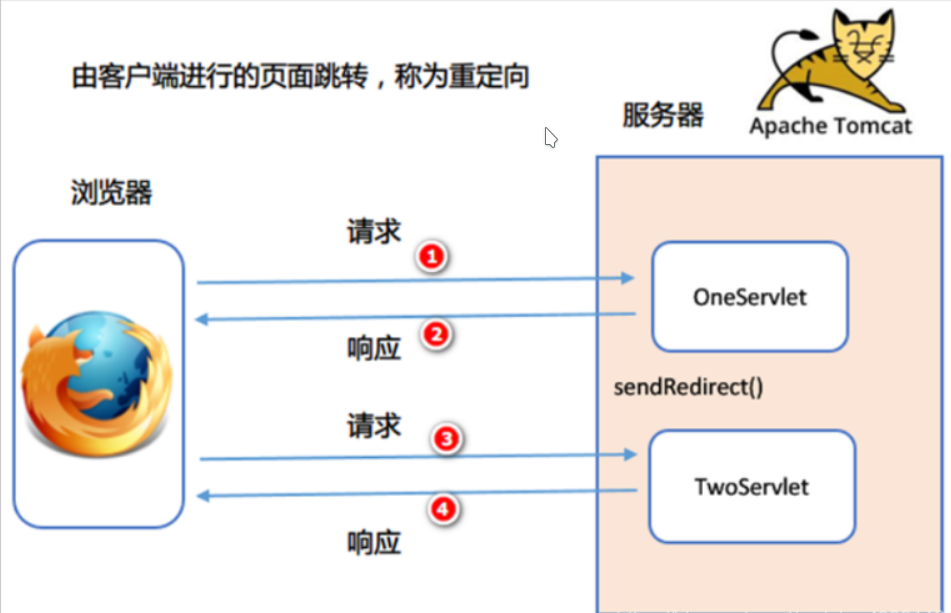 由客户端进行的页面跳转，称为重定向
服务器
Apache Tomcat
浏览器
请求
1
OneServlet
2
响应
sendRedirect()
请求
3
TwoServlet
4
响应